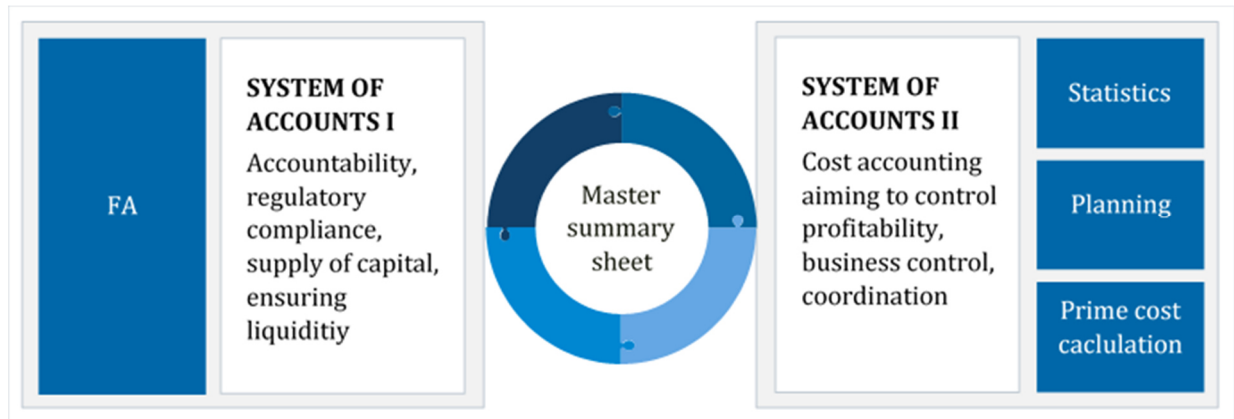 FA
SYSTEM OF
ACCOUNTS I
Accountability,
regulatory
compliance,
supply of capital,
ensuring
liquiditiy
Master
summary
sheet
SYSTEM OF
ACCOUNTS II
Cost accounting
aiming to control
profitability,
business control,
coordination
Statistics
Planning
Prime cost
caclulation